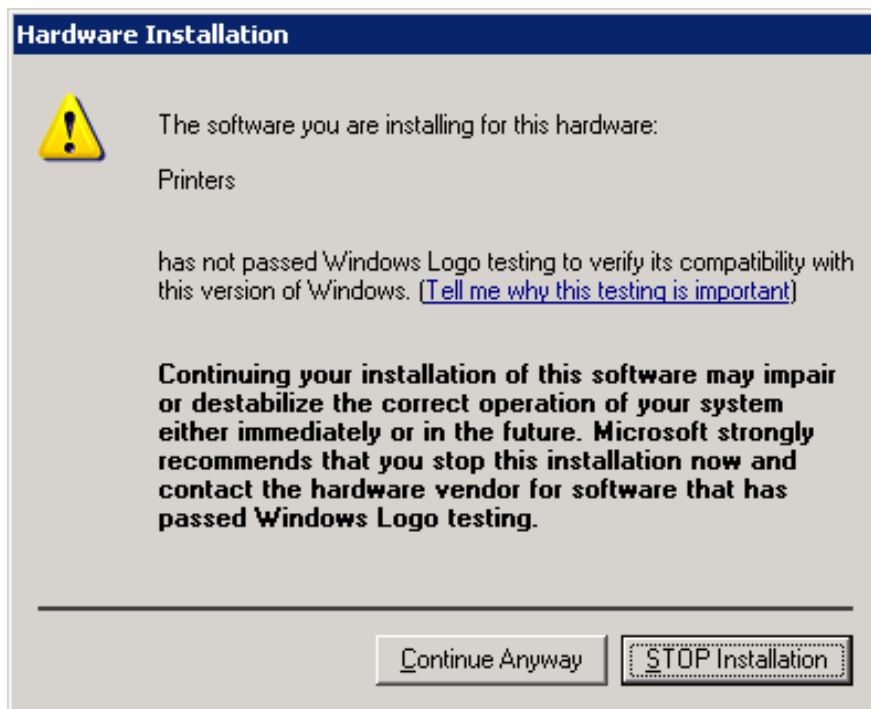 Hardware Installation
The software you are installing for this hardware:
Printers
has not passed Windows Logo testing to verify its compatibility with
this version of Windows. (Tell me why this testing is important)
Continuing your installation of this software may impair
or destabilize the correct operation of your system
either immediately or in the future. Microsoft strongly
recommends that you stop this installation now and
contact the hardware vendor for software that has
passed Windows Logo testing.
Continue Anyway
STOP Installation